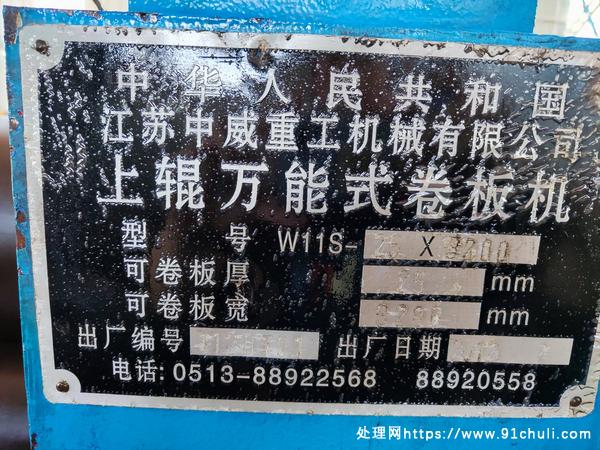 中华人民共和国
江苏中威重工机械有限公司
上辊万能式卷板机
型 号 W11S- X 3200
可卷板厚 mm
可卷板宽 mm
出厂编号 出厂日期
电话:0513-88922568 88920558
处理网https://www.91chuli.com/